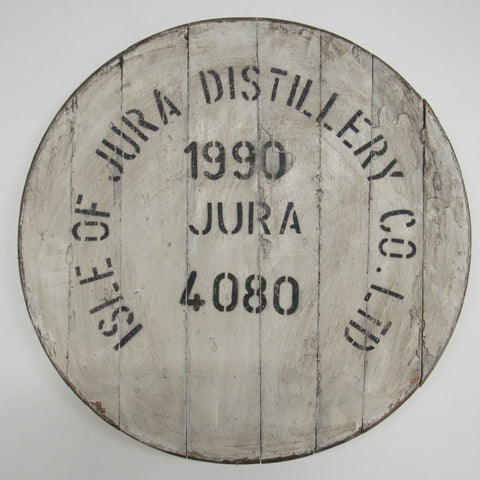 ISLE OF JURA DISTILLERY CO. LTD
1990
JURA
4080